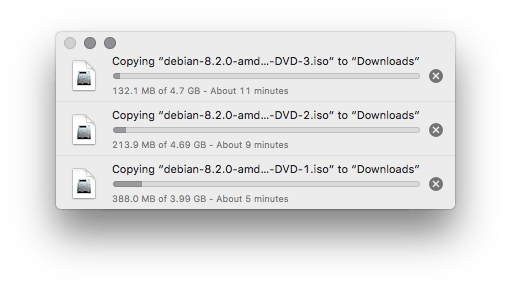 Copying “debian-8.2.0-amd...-DVD-3.iso” to “Downloads”
132.1 MB of 4.7 GB - About 11 minutes
Copying “debian-8.2.0-amd...-DVD-2.iso” to “Downloads”
213.9 MB of 4.69 GB - About 9 minutes
Copying “debian-8.2.0-amd...-DVD-1.iso” to “Downloads”
388.0 MB of 3.99 GB - About 5 minutes